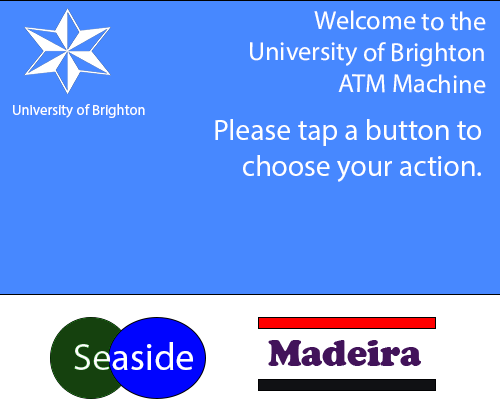 Welcome to the
University of Brighton
ATM Machine
University of Brighton
Please tap a button to
choose your action.
Seaside
Madeira